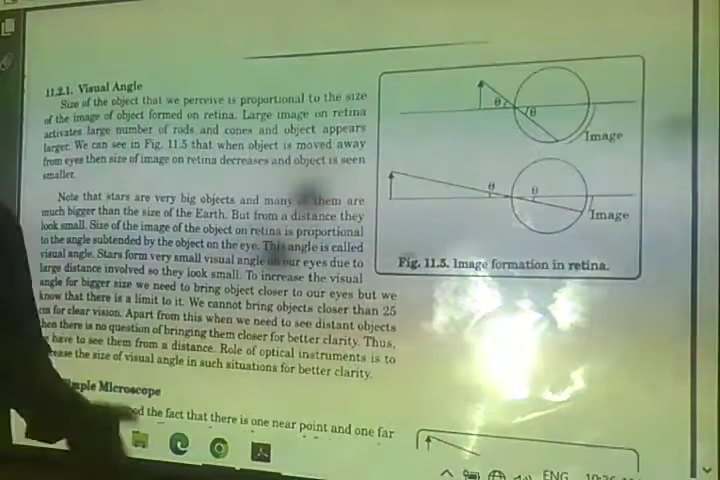 11.2.1. Visual Angle
Size of the object that we perceive is proportional to the size
of the image of object formed on retina. Large image on retina
activates large number of rods and cones and object appears
larger. We can see in Fig. 11.5 that when object is moved away
from eyes then size of image on retina decreases and object is seen
smaller.
Note that stars are very big objects and many of them are
much bigger than the size of the Earth. But from a distance they
look small. Size of the image of the object on retina is proportional
to the angle subtended by the object on the eye. This angle is called
visual angle. Stars form very small visual angle on our eyes due to
large distance involved so they look small. To increase the visual
angle for bigger size we need to bring object closer to our eyes but we
know that there is a limit to it. We cannot bring objects closer than 25
cm for clear vision. Apart from this when we need to see distant objects
then there is no question of bringing them closer for better clarity. Thus,
have to see them from a distance. Role of optical instruments is to
the size of visual angle in such situations for better clarity.
Microscope
the fact that there is one near point and one far
θ
θ
Image
θ
θ
Image
Fig. 11.5. Image formation in retina.
ENG